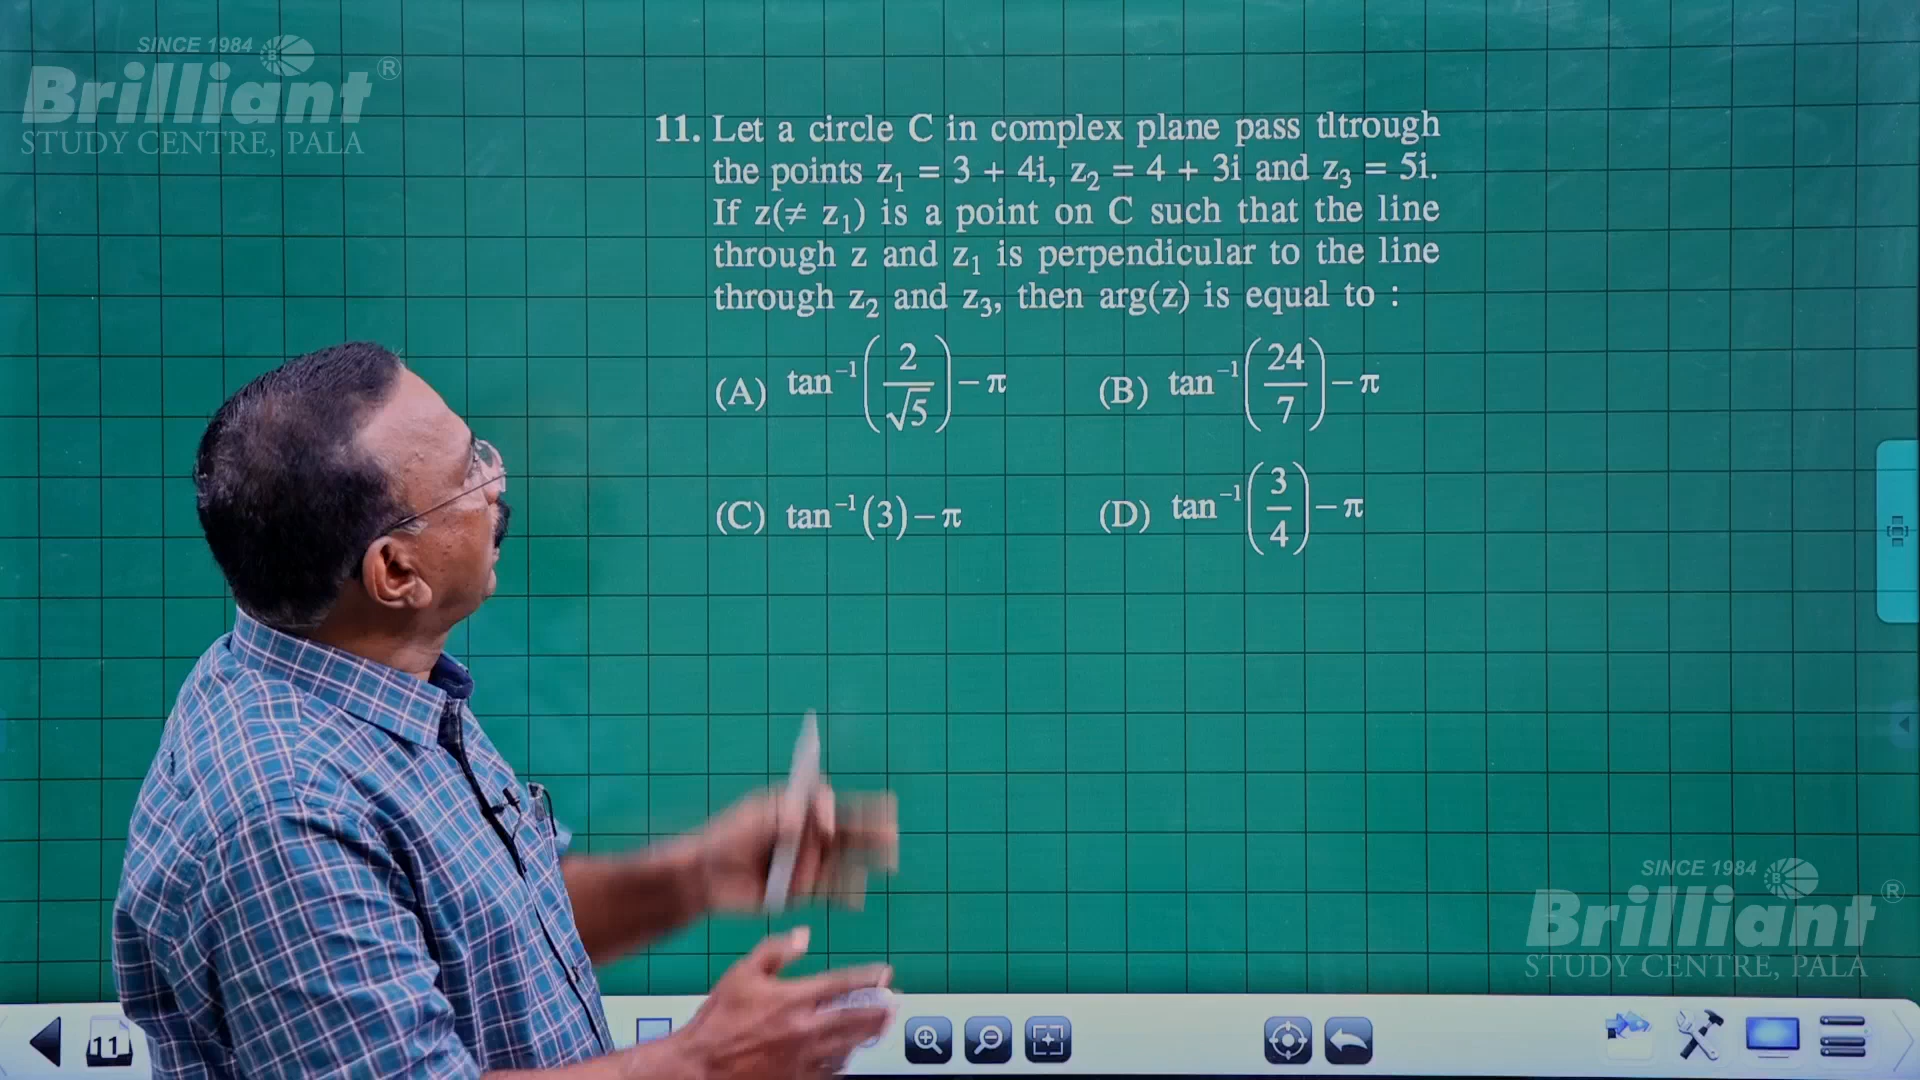 SINCE 1984
Brilliant®
STUDY CENTRE, PALA
11. Let a circle C in complex plane pass tltrough
the points z₁ = 3 + 4i, z₂ = 4 + 3i and z₃ = 5i.
If z(≠ z₁) is a point on C such that the line
through z and z₁ is perpendicular to the line
through z₂ and z₃, then arg(z) is equal to :
(A) tan⁻¹(2/√5) − π (B) tan⁻¹(24/7) − π
(C) tan⁻¹(3) − π (D) tan⁻¹(3/4) − π
SINCE 1984
Brilliant®
STUDY CENTRE, PALA
11